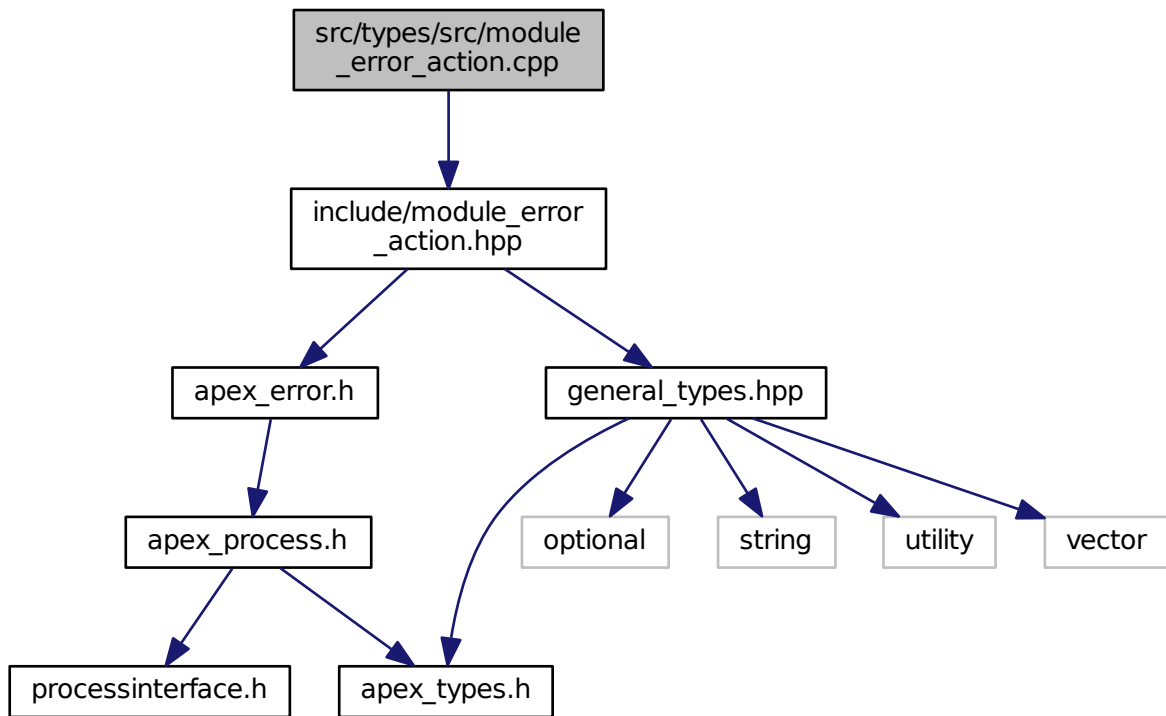 src/types/src/module
_error_action.cpp
include/module_error
_action.hpp
apex_error.h
general_types.hpp
apex_process.h
optional
string
utility
vector
processinterface.h
apex_types.h